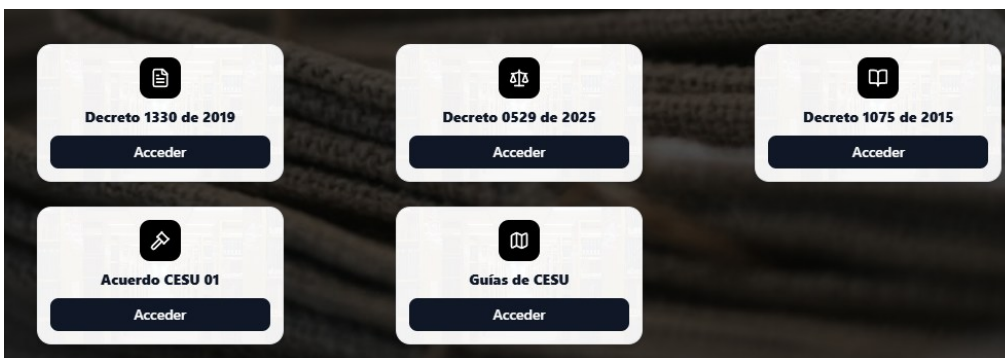 Decreto 1330 de 2019
Acceder
Decreto 0529 de 2025
Acceder
Decreto 1075 de 2015
Acceder
Acuerdo CESU 01
Acceder
Guías de CESU
Acceder